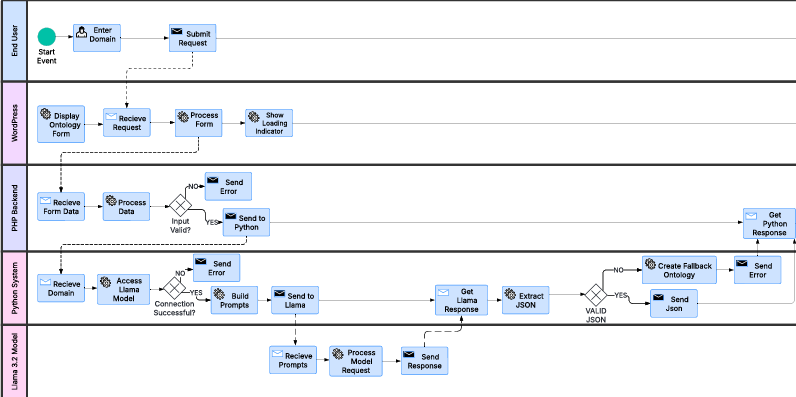 End User
Start
Event
Enter
Domain
Submit
Request
WordPress
Display
Ontology
Form
Recieve
Request
Process
Form
Show
Loading
Indicator
PHP Backend
Recieve
Form Data
Process
Data
Input
Valid?
NO
Send
Error
YES
Send to
Python
Get
Python
Response
Python System
Recieve
Domain
Access
Llama
Model
Connection
Successful?
NO
Send
Error
YES
Build
Prompts
Send to
Llama
Get
Llama
Response
Extract
JSON
VALID
JSON
NO
Create Fallback
Ontology
Send
Error
YES
Send
Json
Llama 3.2 Model
Recieve
Prompts
Process
Model
Request
Send
Response